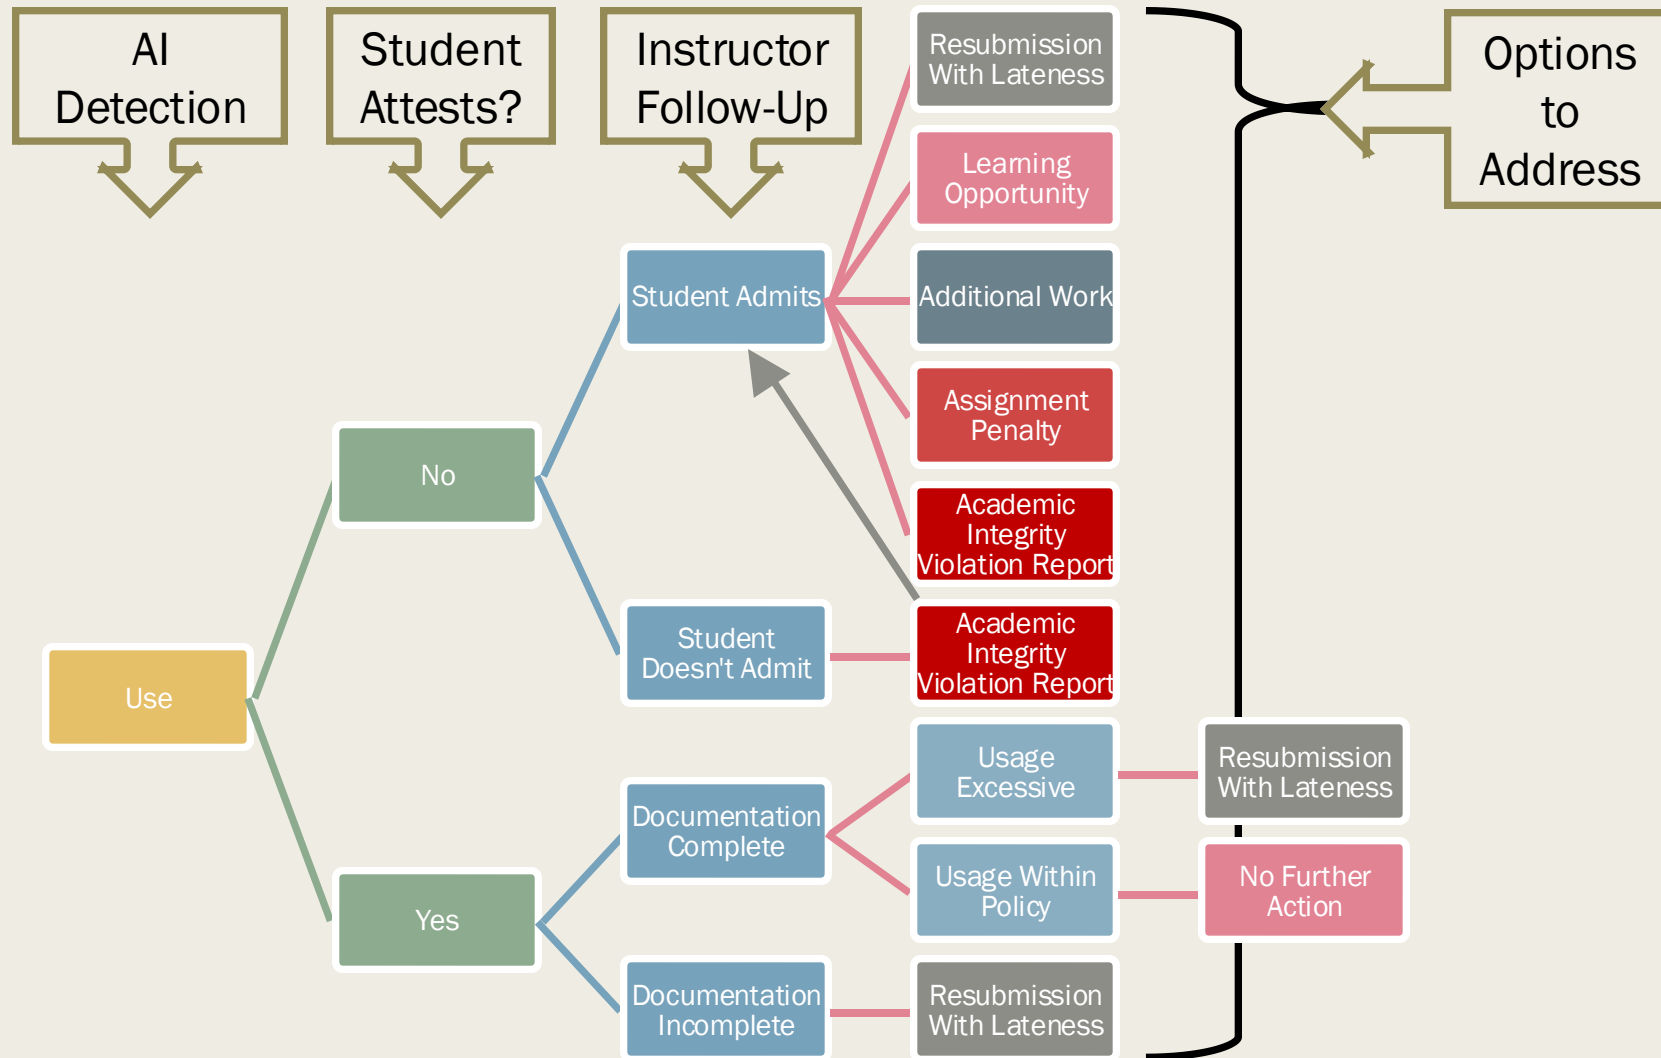 AI
Detection
Student
Attests?
Instructor
Follow-Up
Options
to
Address
Resubmission
With Lateness
Learning
Opportunity
Student Admits
Additional Work
Assignment
Penalty
No
Academic
Integrity
Violation Report
Student
Doesn't Admit
Academic
Integrity
Violation Report
Use
Usage
Excessive
Resubmission
With Lateness
Documentation
Complete
Usage Within
Policy
No Further
Action
Yes
Documentation
Incomplete
Resubmission
With Lateness